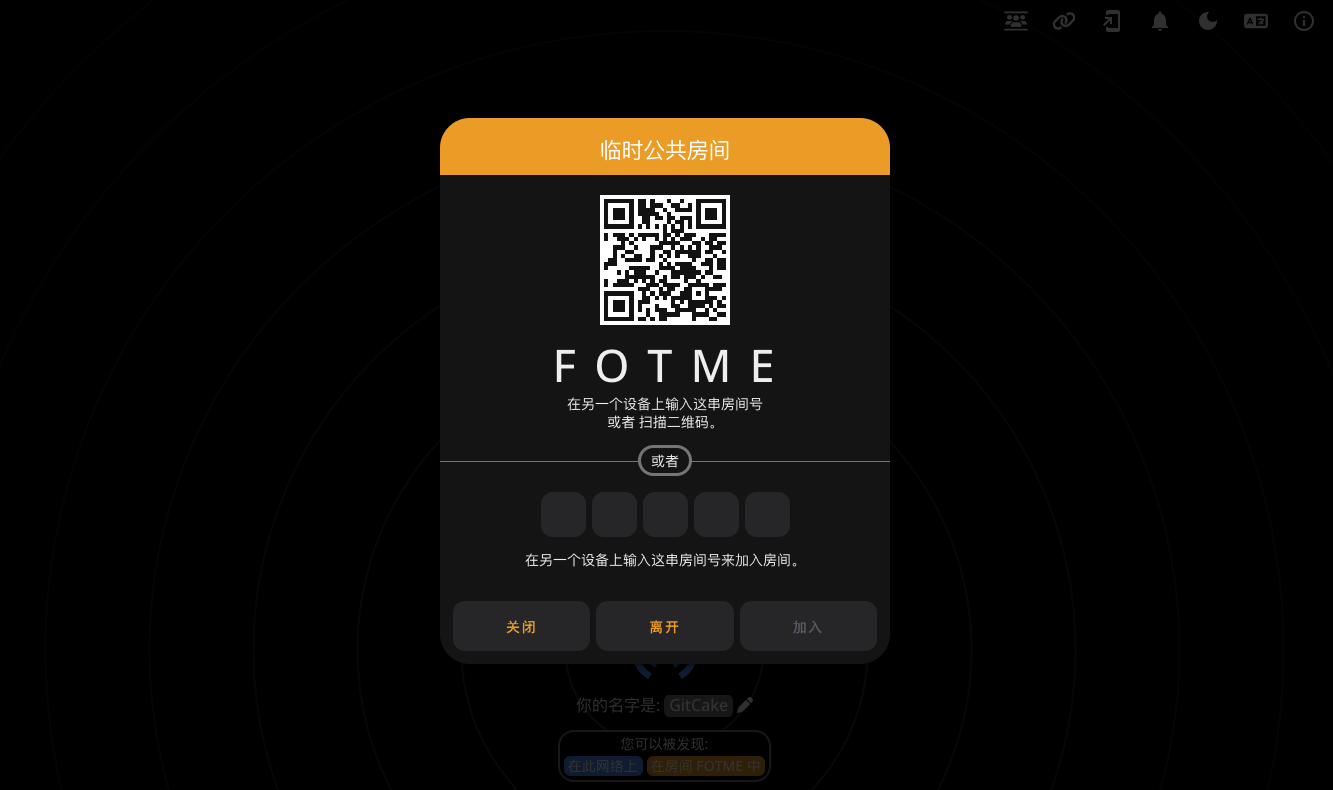 临时公共房间
FOTME
在另一个设备上输入这串房间号
或者 扫描二维码。
或者
在另一个设备上输入这串房间号来加入房间。
关闭 离开 加入
你的名字是: GitCake
您可以被发现:
在此网络上 在房间 FOTME 中